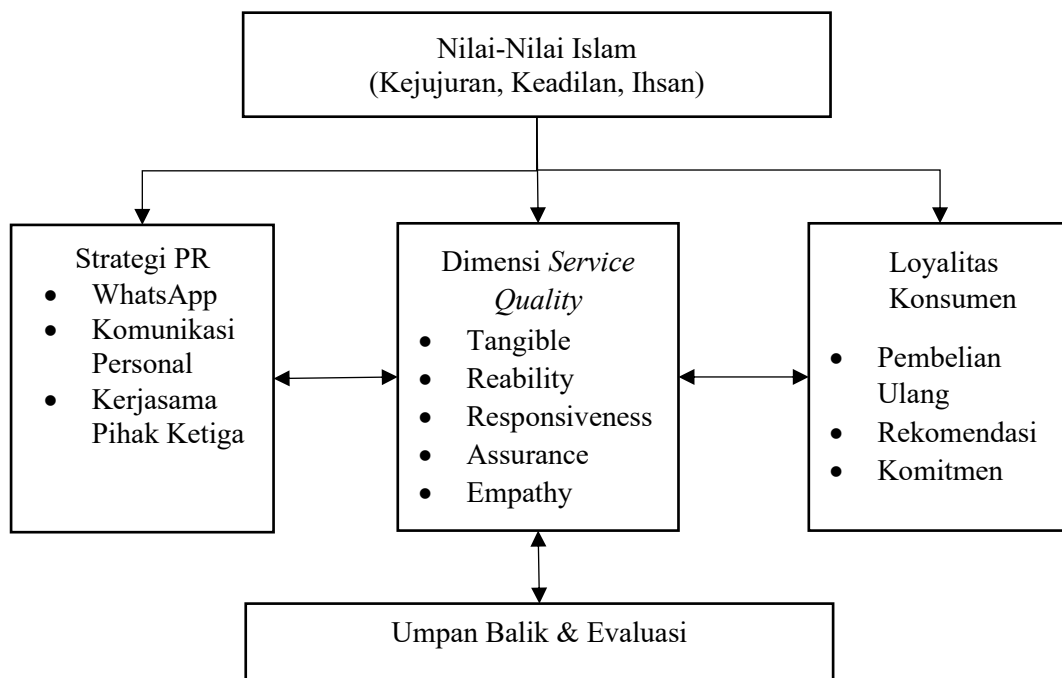 Nilai-Nilai Islam
(Kejujuran, Keadilan, Ihsan)
Strategi PR
• WhatsApp
• Komunikasi
Personal
• Kerjasama
Pihak Ketiga
Dimensi Service
Quality
• Tangible
• Reability
• Responsiveness
• Assurance
• Empathy
Loyalitas
Konsumen
• Pembelian
Ulang
• Rekomendasi
• Komitmen
Umpan Balik & Evaluasi